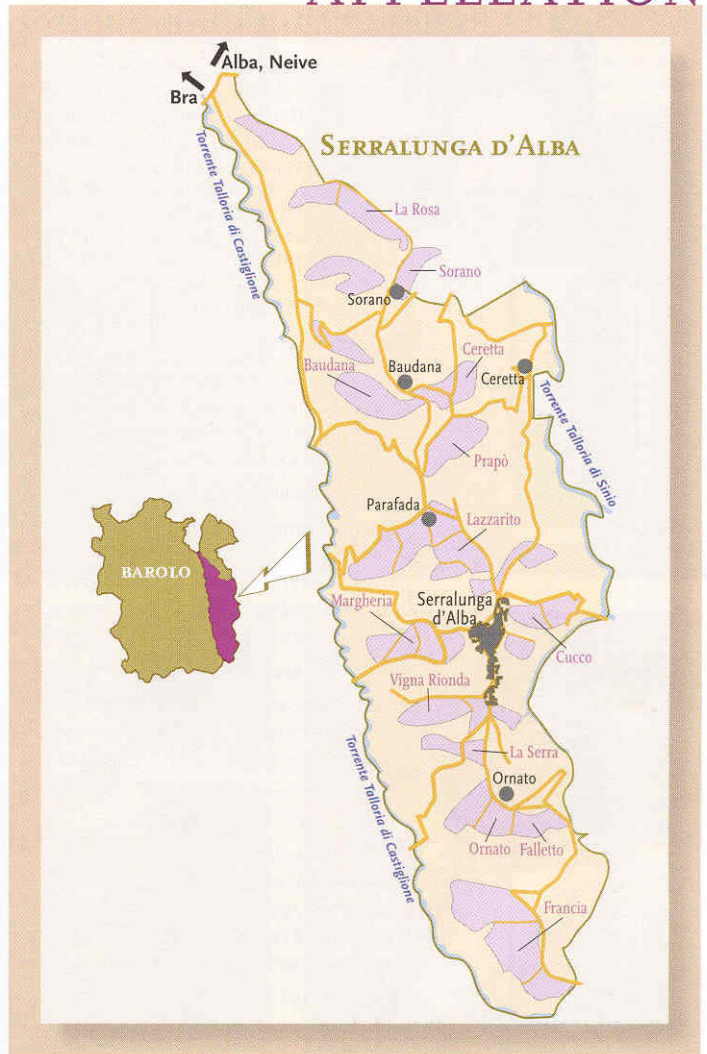 APPELLATION
Alba, Neive
Bra
SERRALUNGA D'ALBA
Torrente Talloria di Castiglione
La Rosa
Sorano
Sorano
Baudana
Baudana
Ceretta
Ceretta
Torrente Talloria di Sinio
Prapò
Parafada
Lazzarito
BAROLO
Margheria
Serralunga
d'Alba
Cucco
Vigna Rionda
La Serra
Torrente Talloria di Castiglione
Ornato
Ornato
Falletto
Francia